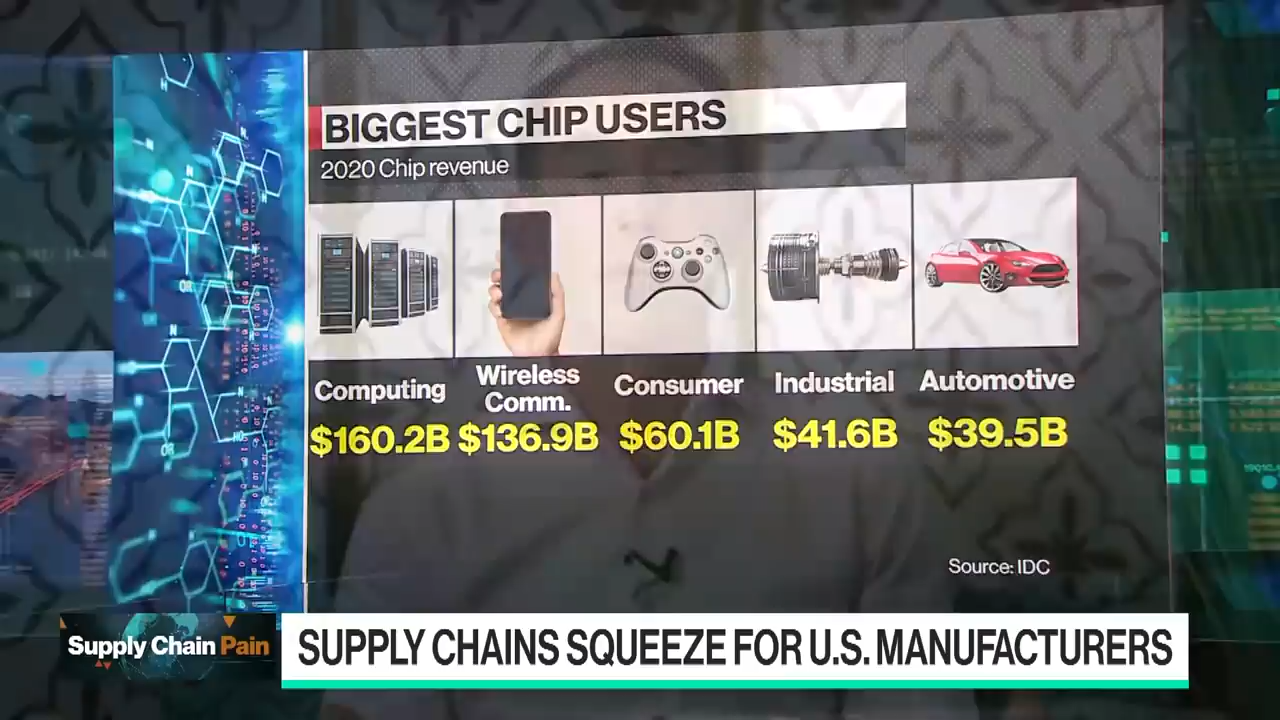 BIGGEST CHIP USERS
2020 Chip revenue
Computing
Wireless
Comm.
Consumer
Industrial
Automotive
$160.2B
$136.9B
$60.1B
$41.6B
$39.5B
Source: IDC
Supply Chain Pain
SUPPLY CHAINS SQUEEZE FOR U.S. MANUFACTURERS